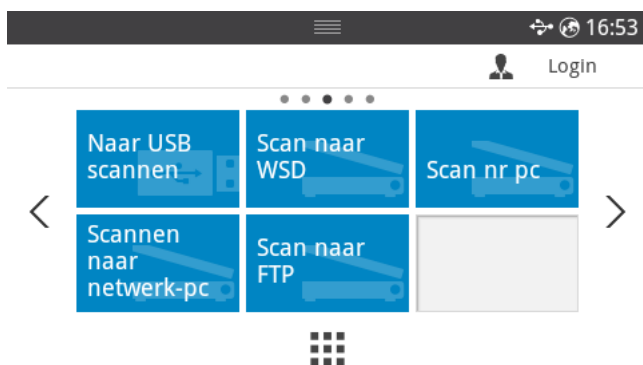 16:53
Login
Naar USB
scannen
Scan naar
WSD
Scan nr pc
Scannen
naar
netwerk-pc
Scan naar
FTP